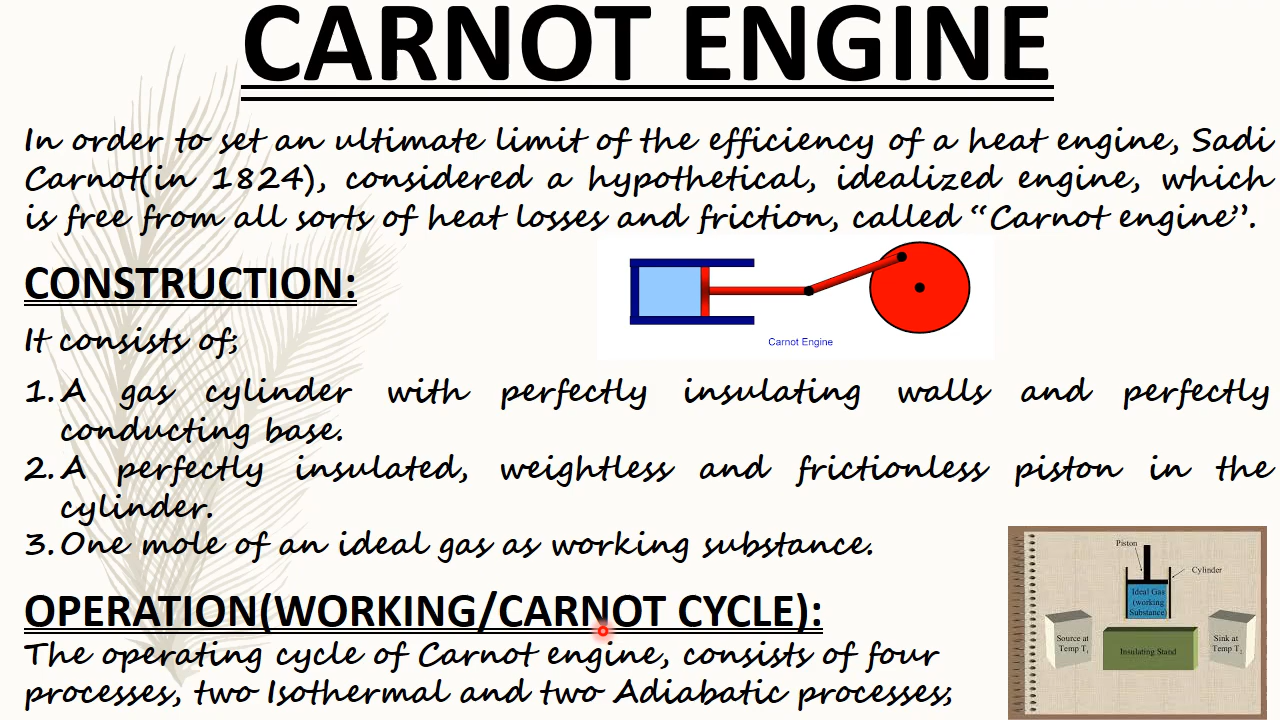 CARNOT ENGINE
In order to set an ultimate limit of the efficiency of a heat engine, Sadi
Carnot(in 1824), considered a hypothetical, idealized engine, which
is free from all sorts of heat losses and friction, called “Carnot engine”.
CONSTRUCTION:
Carnot Engine
It consists of;
1. A gas cylinder with perfectly insulating walls and perfectly
conducting base.
2. A perfectly insulated, weightless and frictionless piston in the
cylinder.
3. One mole of an ideal gas as working substance.
OPERATION(WORKING/CARNOT CYCLE):
The operating cycle of Carnot engine, consists of four
processes, two Isothermal and two Adiabatic processes;
Piston
Cylinder
Ideal Gas
(working
Substance)
Source at
Temp T₁
Insulating Stand
Sink at
Temp T₂